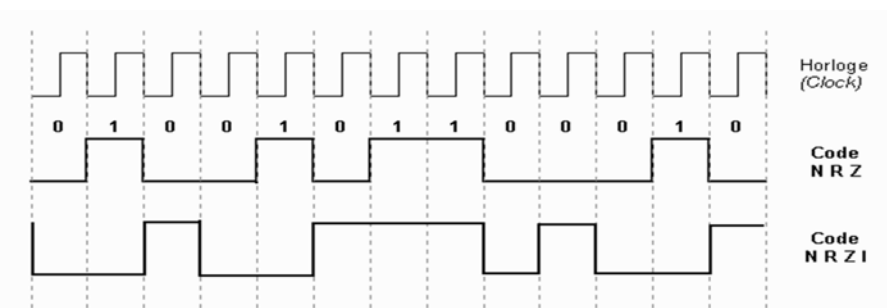 Horloge
(Clock)
0 1 0 0 1 0 1 1 0 0 0 1 0
Code
N R Z
Code
N R Z I